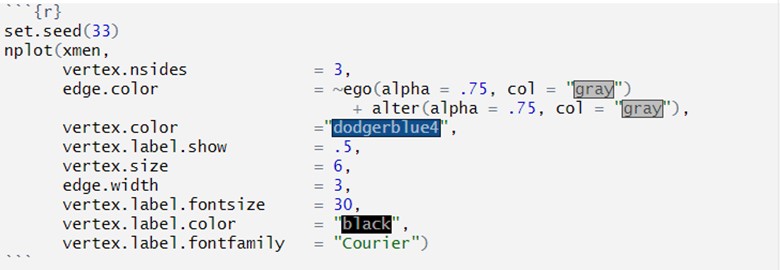 ```{r}
set.seed(33)
nplot(xmen,
      vertex.nsides         = 3,
      edge.color            = ~ego(alpha = .75, col = "gray")
                              + alter(alpha = .75, col = "gray"),
      vertex.color          ="dodgerblue4",
      vertex.label.show     = .5,
      vertex.size           = 6,
      edge.width            = 3,
      vertex.label.fontsize = 30,
      vertex.label.color    = "black",
      vertex.label.fontfamily   = "Courier")
```